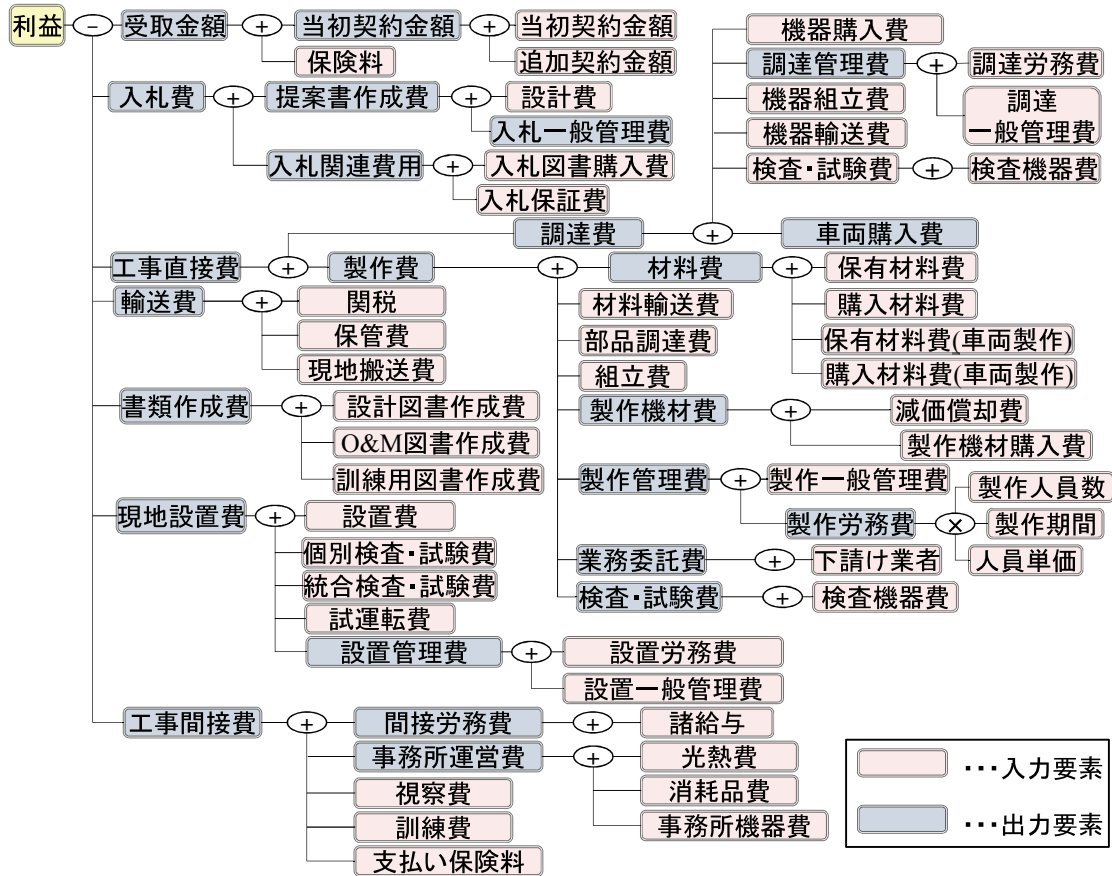 利益
−
受取金額
+
当初契約金額
+
当初契約金額
追加契約金額
保険料
入札費
+
提案書作成費
+
設計費
入札一般管理費
入札関連費用
+
入札図書購入費
入札保証費
工事直接費
+
調達費
+
機器購入費
調達管理費
+
調達労務費
調達
一般管理費
機器組立費
機器輸送費
検査・試験費
+
検査機器費
車両購入費
製作費
+
材料費
+
保有材料費
購入材料費
保有材料費(車両製作)
購入材料費(車両製作)
材料輸送費
部品調達費
組立費
製作機材費
+
減価償却費
製作機材購入費
製作管理費
+
製作一般管理費
製作労務費
×
製作人員数
製作期間
人員単価
業務委託費
+
下請け業者
検査・試験費
+
検査機器費
輸送費
+
関税
保管費
現地搬送費
書類作成費
+
設計図書作成費
O&M図書作成費
訓練用図書作成費
現地設置費
+
設置費
個別検査・試験費
統合検査・試験費
試運転費
設置管理費
+
設置労務費
設置一般管理費
工事間接費
+
間接労務費
+
諸給与
事務所運営費
+
光熱費
消耗品費
事務所機器費
視察費
訓練費
支払い保険料
・・・入力要素
・・・出力要素